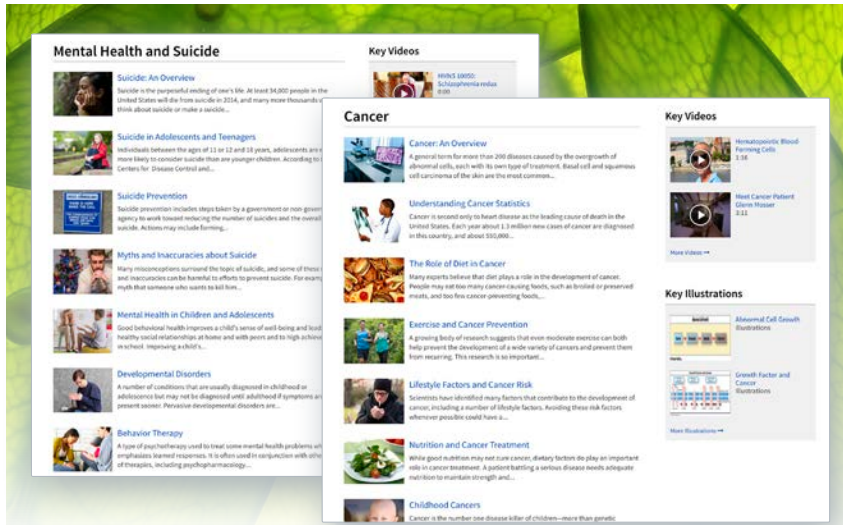 Mental Health and Suicide
Suicide: An Overview
Suicide is the purposeful ending of one's life. At least 34,000 people in the
United States will die from suicide in 2014, and many more thousands
think about suicide or make a suicide...
Suicide in Adolescents and Teenagers
Individuals between the ages of 11 or 12 and 18 years, adolescents are
more likely to consider suicide than are younger children. According to
Centers for Disease Control and...
Suicide Prevention
Suicide prevention includes steps taken by a government or non-gover
agency to work toward reducing the number of suicides and the overall
suicide. Actions may include forming...
Myths and Inaccuracies about Suicide
Many misconceptions surround the topic of suicide, and some of these
and inaccuracies can be harmful to efforts to prevent suicide. For examp
myth that someone who wants to kill him...
Mental Health in Children and Adolescents
Good behavioral health improves a child's sense of well-being and lead
healthy social relationships at home and with peers and to high achieve
in school. Improving a child's...
Developmental Disorders
A number of conditions that are usually diagnosed in childhood or
adolescence but may not be diagnosed until adulthood if symptoms a
present sooner. Pervasive developmental disorders are...
Behavior Therapy
A type of psychotherapy used to treat some mental health problems wh
emphasizes learned responses. It is often used in conjunction with othe
of therapies, including psychopharmacology...
Key Videos
Schizophrenia redux
0:00
Cancer
Cancer: An Overview
A general term for more than 200 diseases caused by the overgrowth of
abnormal cells, each with its own type of treatment. Basal cell and squamous
cell carcinoma of the skin are the most common...
Understanding Cancer Statistics
Cancer is second only to heart disease as the leading cause of death in the
United States. Each year about 1.3 million new cases of cancer are diagnosed
in this country, and about 550,000...
The Role of Diet in Cancer
Many experts believe that diet plays a role in the development of cancer.
People may eat too many cancer-causing foods, such as broiled or preserved
meats, and too few cancer-preventing foods,...
Exercise and Cancer Prevention
A growing body of research suggests that even moderate exercise can both
help prevent the development of a wide variety of cancers and prevent them
from recurring. This research is so important...
Lifestyle Factors and Cancer Risk
Scientists have identified many factors that contribute to the development of
cancer, including a number of lifestyle factors. Avoiding these risk factors
whenever possible could have a...
Nutrition and Cancer Treatment
While good nutrition may not cure cancer, dietary factors do play an important
role in cancer treatment. A patient battling a serious disease needs adequate
nutrition to maintain strength and...
Childhood Cancers
Cancer is the number one disease killer of children—more than genetic
Key Videos
Hematopoietic Blood
Forming Cells
Meet Cancer Patient
Glenn Mosser
3:11
More Videos
Key Illustrations
Abnormal Cell Growth
Illustrations
Growth Factor and
Cancer
Illustrations
More Illustrations